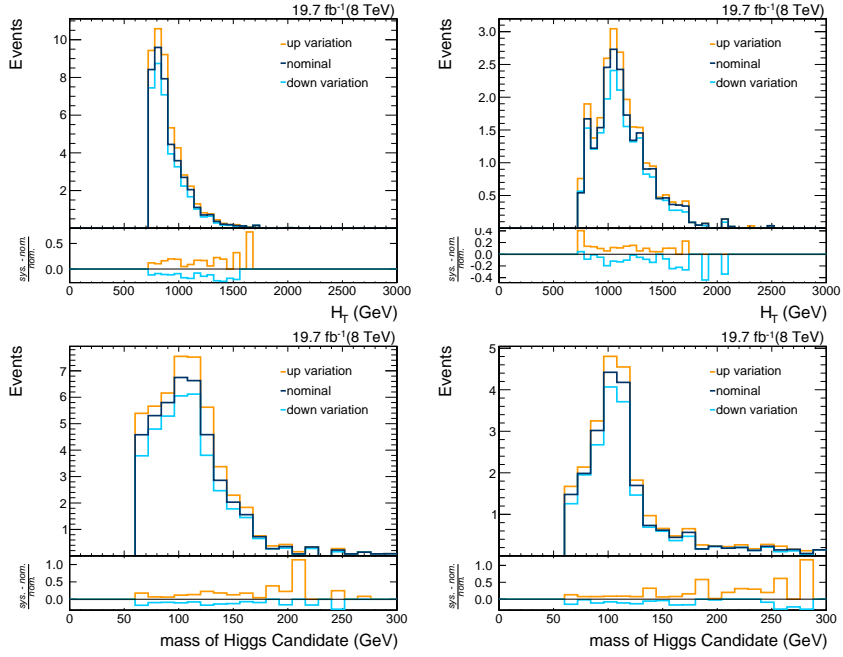 19.7 fb-1(8 TeV)
Events
10
8
6
4
2
up variation
nominal
down variation
sys. - nom.
nom.
0.5
0.0
0 1000 2000 3000
H_T (GeV)
19.7 fb-1(8 TeV)
Events
3.0
2.5
2.0
1.5
1.0
0.5
up variation
nominal
down variation
sys. - nom.
nom.
0.4
0.2
0.0
-0.2
-0.4
0 1000 2000 3000
H_T (GeV)
19.7 fb-1(8 TeV)
Events
7
6
5
4
3
2
1
up variation
nominal
down variation
sys. - nom.
nom.
1.0
0.5
0.0
0 50 100 150 200 250 300
mass of Higgs Candidate (GeV)
19.7 fb-1(8 TeV)
Events
5
4
3
2
1
up variation
nominal
down variation
sys. - nom.
nom.
1.0
0.5
0.0
0 50 100 150 200 250 300
mass of Higgs Candidate (GeV)